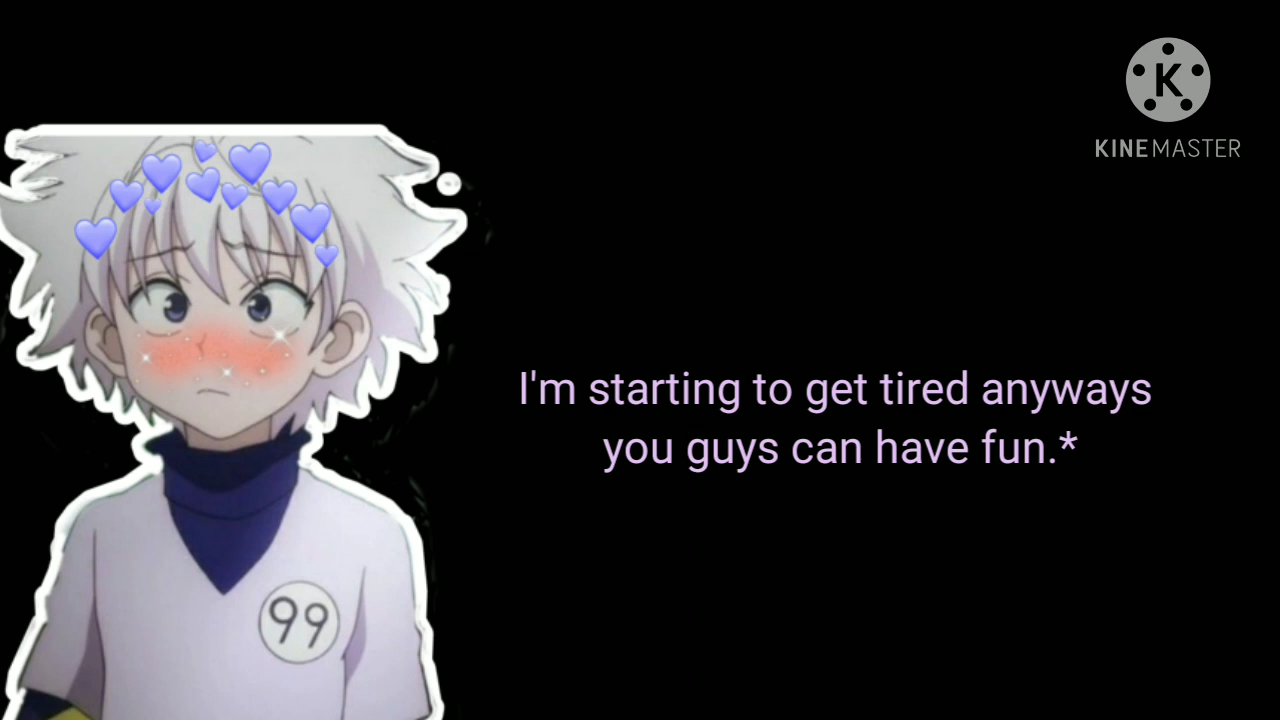 K
KINEMASTER
I'm starting to get tired anyways
you guys can have fun.*
99